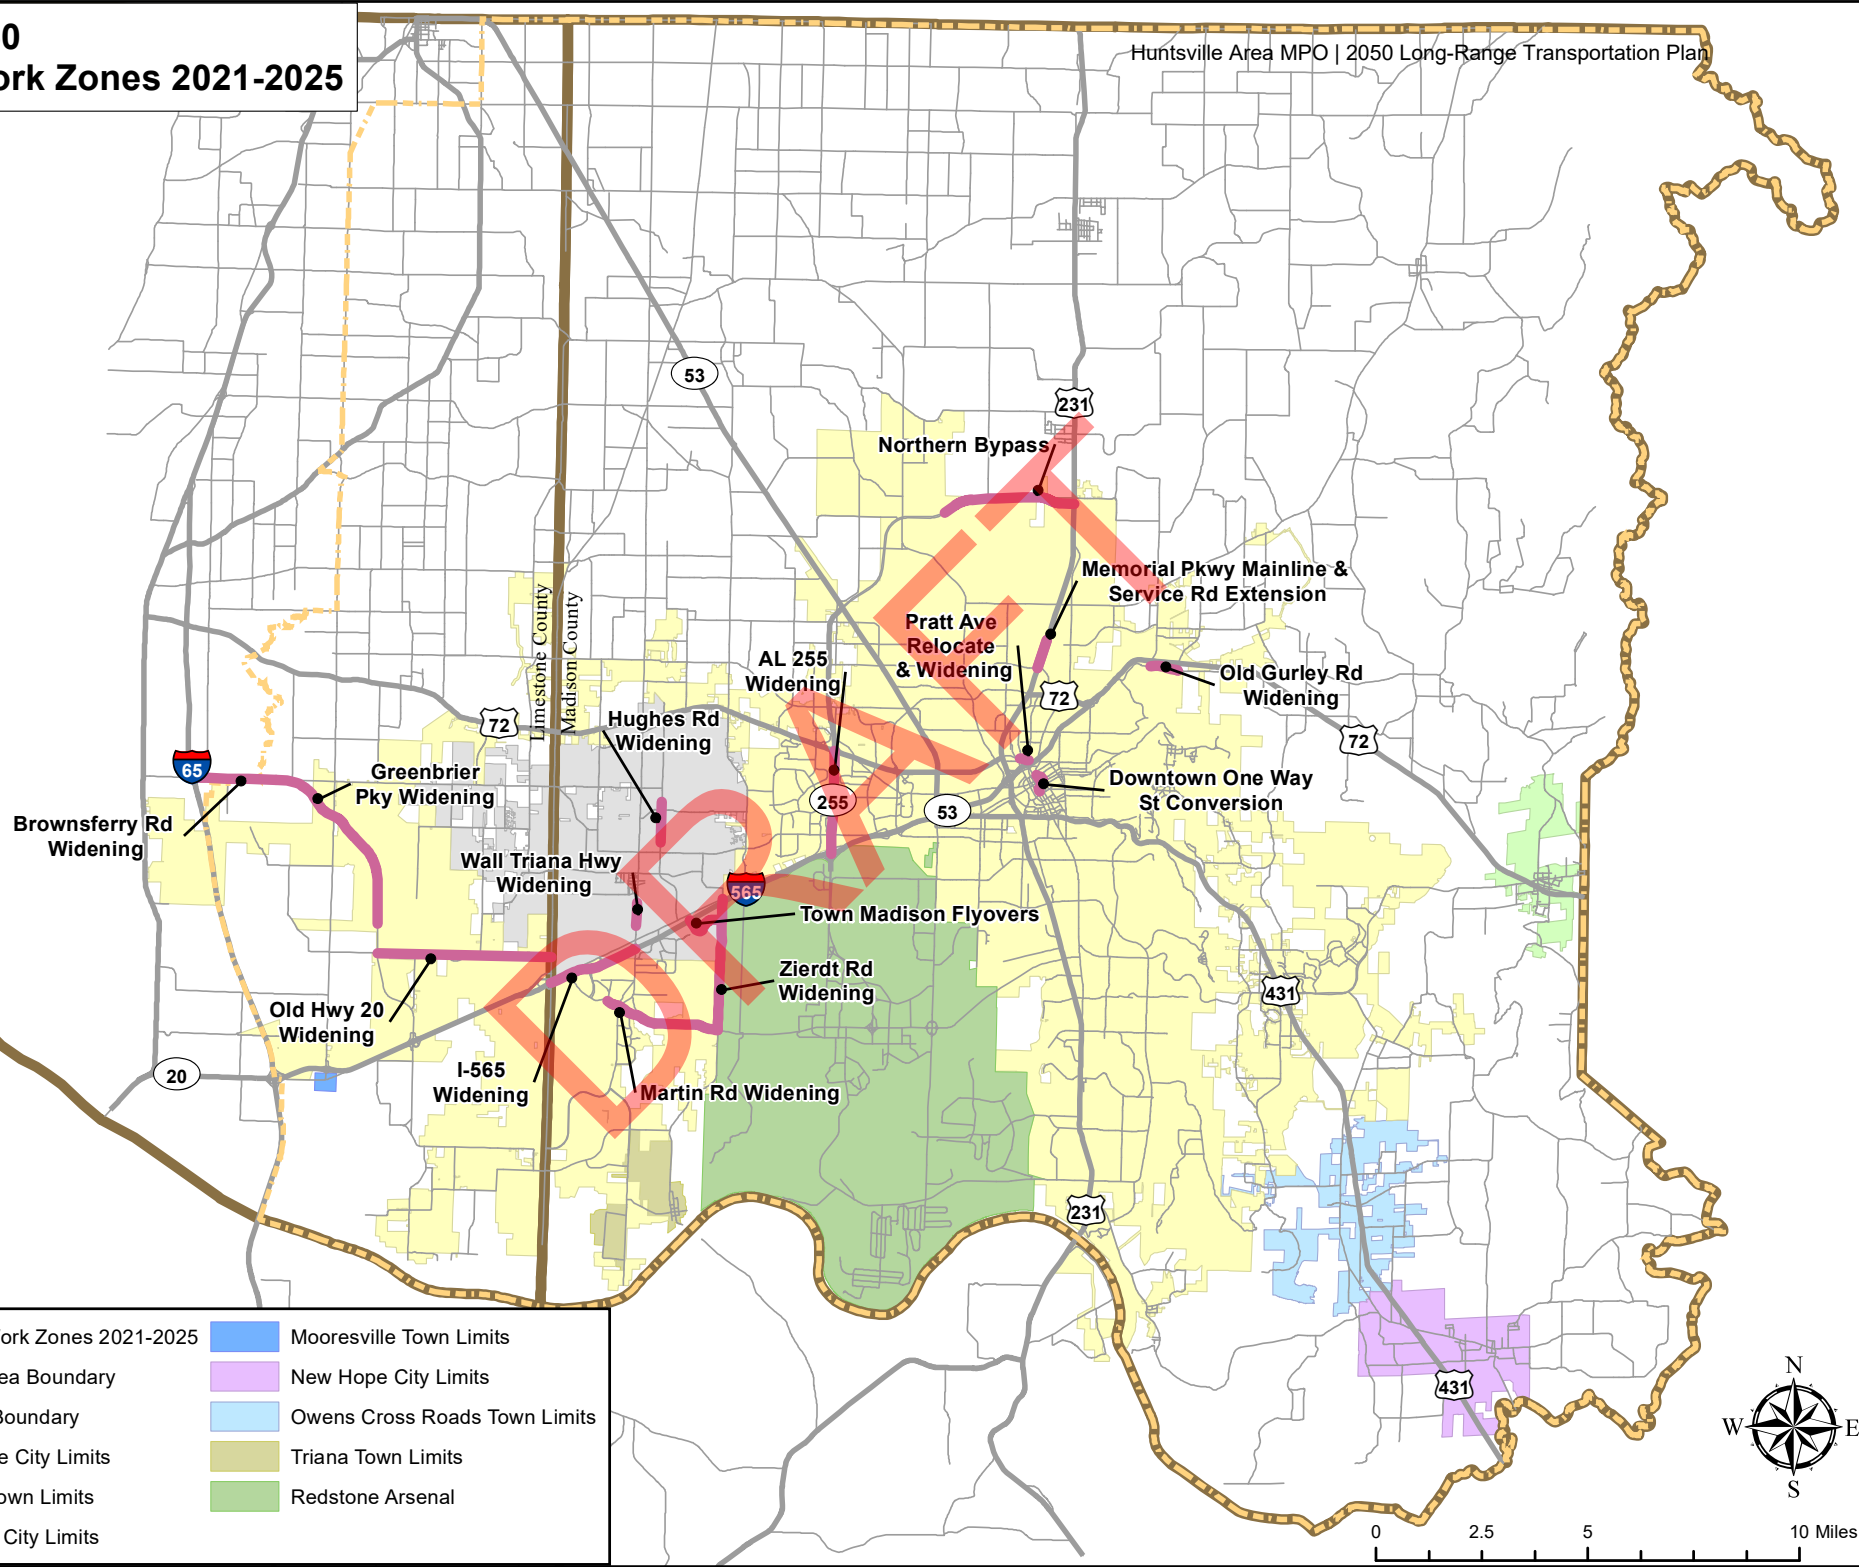 0
ork Zones 2021-2025
Huntsville Area MPO | 2050 Long-Range Transportation Plan
53
231
Northern Bypass
Memorial Pkwy Mainline &
Service Rd Extension
Pratt Ave
Relocate
& Widening
AL 255
Widening
Old Gurley Rd
Widening
Limestone County
Madison County
72
72
72
Hughes Rd
Widening
65
Greenbrier
Pky Widening
Downtown One Way
St Conversion
255
53
Brownsferry Rd
Widening
Wall Triana Hwy
Widening
565
Town Madison Flyovers
Zierdt Rd
Widening
431
Old Hwy 20
Widening
I-565
Widening
20
Martin Rd Widening
231
DRAFT
431
ork Zones 2021-2025
ea Boundary
Boundary
e City Limits
own Limits
City Limits
Mooresville Town Limits
New Hope City Limits
Owens Cross Roads Town Limits
Triana Town Limits
Redstone Arsenal
N
W
E
S
0 2.5 5 10 Miles